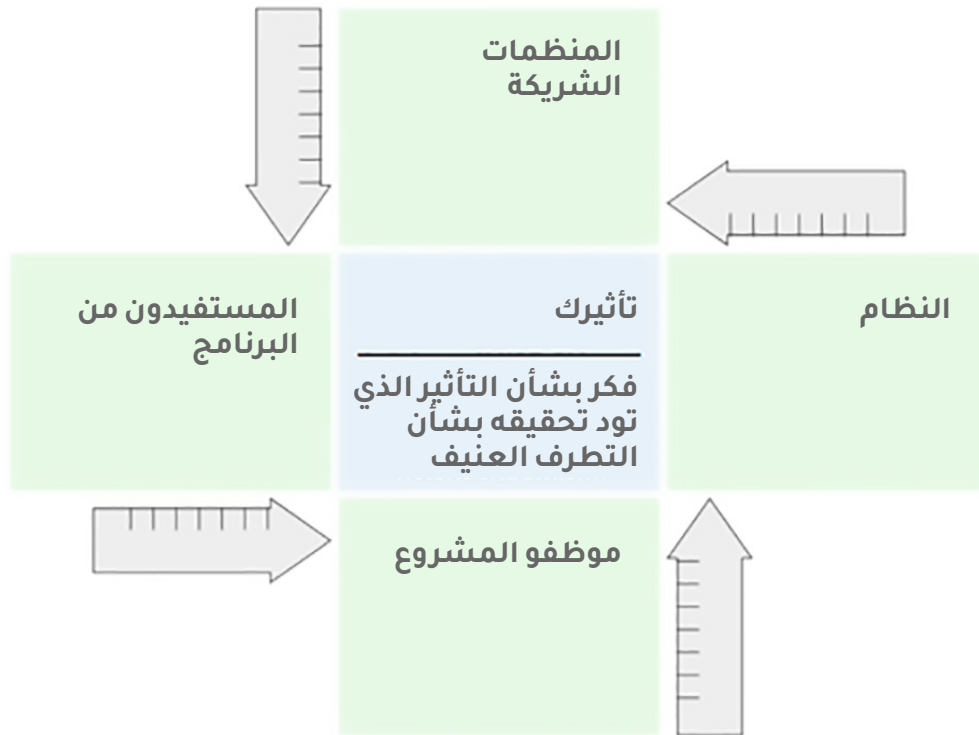 المنظمات
الشريكة
النظام
تأثيرك
فكر بشأن التأثير الذي
تود تحقيقه بشأن
التطرف العنيف
المستفيدون من
البرنامج
موظفو المشروع